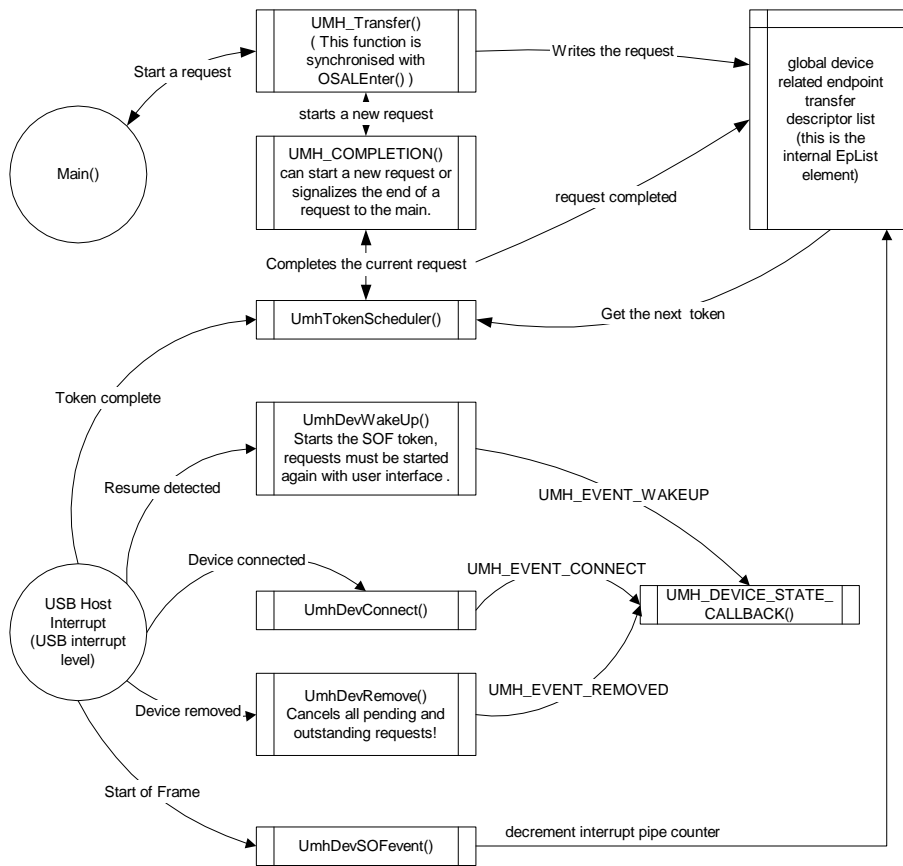 UMH_Transfer()
( This function is
synchronised with
OSALEnter() )
Start a request
Writes the request
global device
related endpoint
transfer
descriptor list
(this is the
internal EpList
element)
starts a new request
Main()
UMH_COMPLETION()
can start a new request or
signalizes the end of a
request to the main.
request completed
Completes the current request
UmhTokenScheduler()
Get the next token
Token complete
UmhDevWakeUp()
Starts the SOF token,
requests must be started
again with user interface .
Resume detected
UMH_EVENT_WAKEUP
Device connected
UMH_EVENT_CONNECT
USB Host
Interrupt
(USB interrupt
level)
UmhDevConnect()
UMH_DEVICE_STATE_
CALLBACK()
UmhDevRemove()
Cancels all pending and
outstanding requests!
UMH_EVENT_REMOVED
Device removed
Start of Frame
UmhDevSOFevent()
decrement interrupt pipe counter